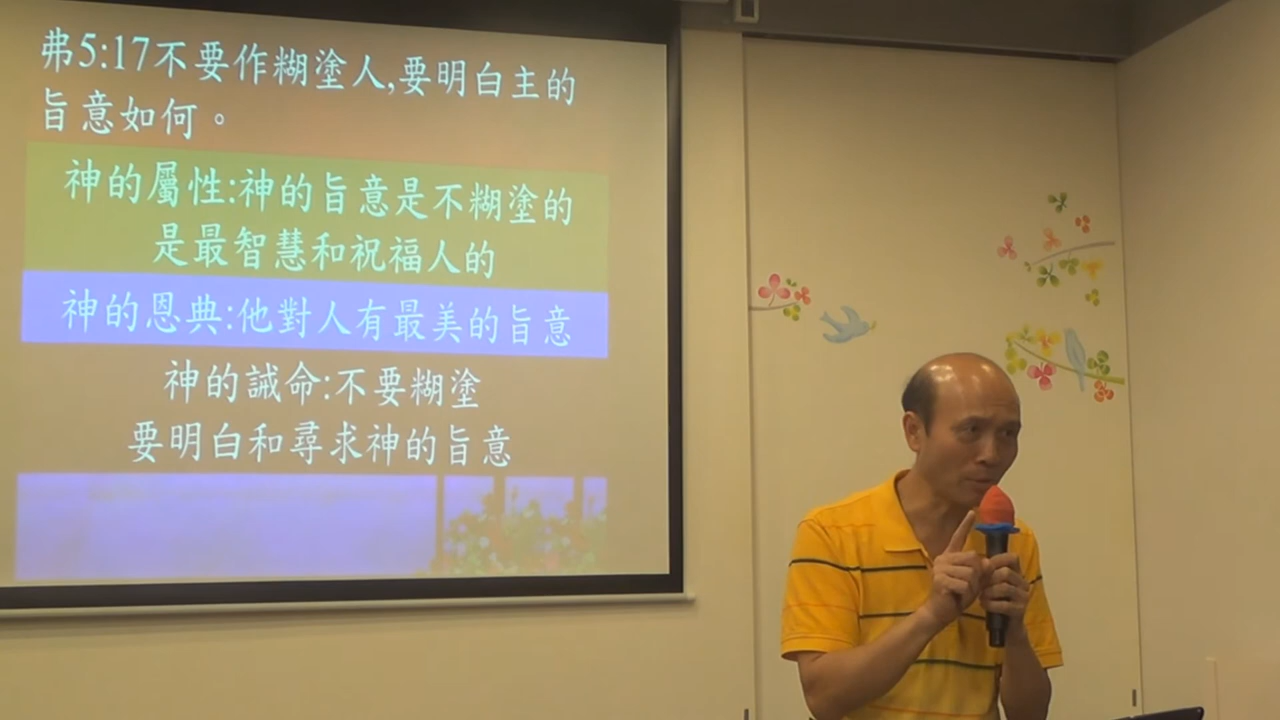 弗5:17不要作糊塗人,要明白主的
旨意如何。
神的屬性:神的旨意是不糊塗的
是最智慧和祝福人的
神的恩典:他對人有最美的旨意
神的誡命:不要糊塗
要明白和尋求神的旨意